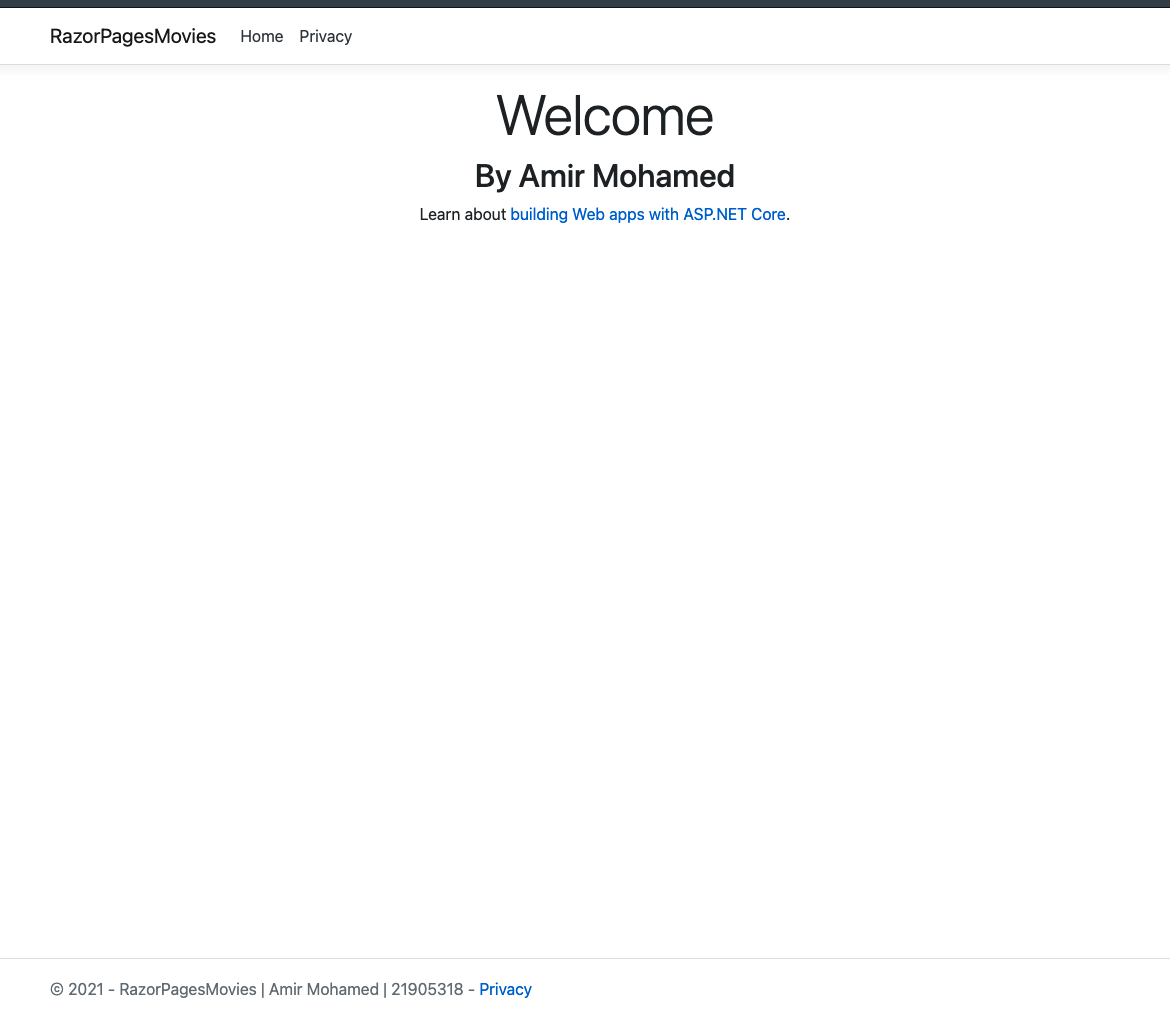 RazorPagesMovies Home Privacy
Welcome
By Amir Mohamed
Learn about building Web apps with ASP.NET Core.
© 2021 - RazorPagesMovies | Amir Mohamed | 21905318 - Privacy